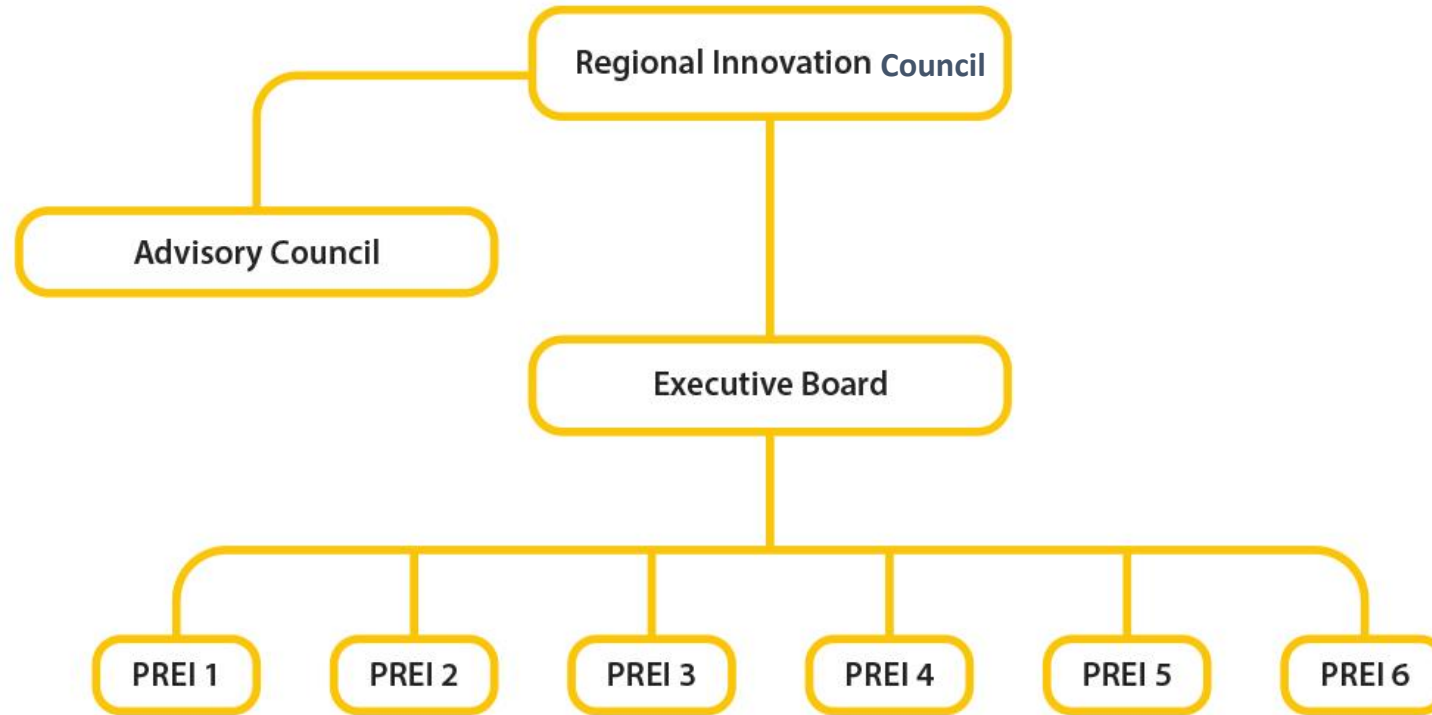 Regional Innovation Council
Advisory Council
Executive Board
PREI 1
PREI 2
PREI 3
PREI 4
PREI 5
PREI 6